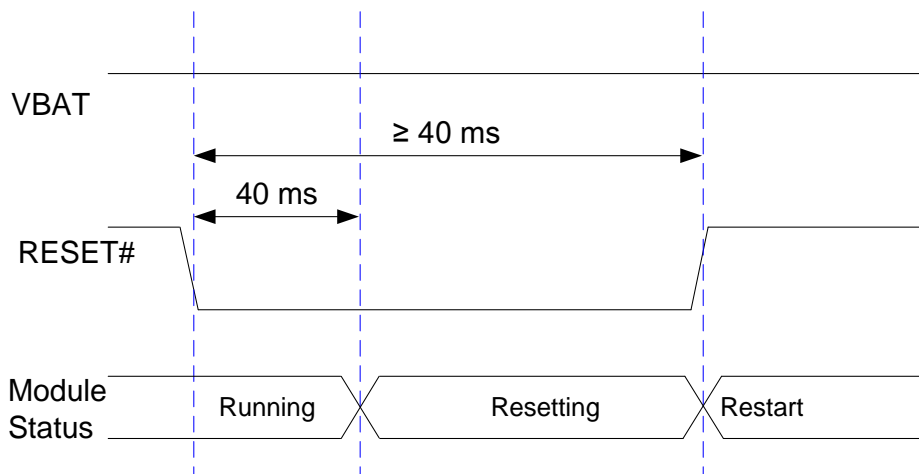 VBAT
≥ 40 ms
40 ms
RESET#
Module
Status
Running
Resetting
Restart